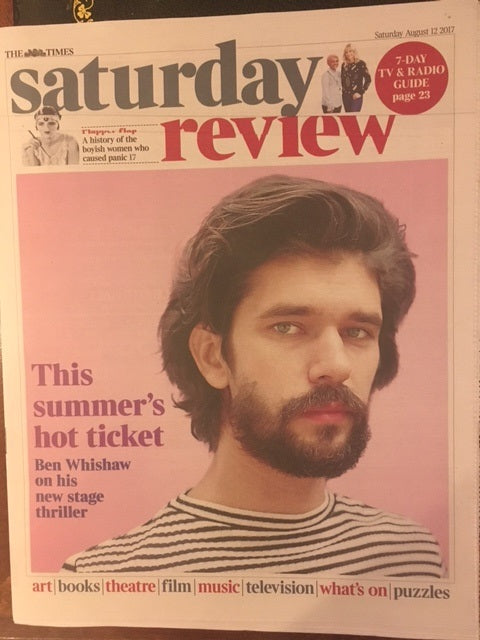 Saturday August 12 2017
THE TIMES
saturday
review
7-DAY
TV & RADIO
GUIDE
page 23
Flapper flap
A history of the
boyish women who
caused panic 17
This
summer's
hot ticket
Ben Whishaw
on his
new stage
thriller
art|books|theatre|film|music|television|what's on|puzzles